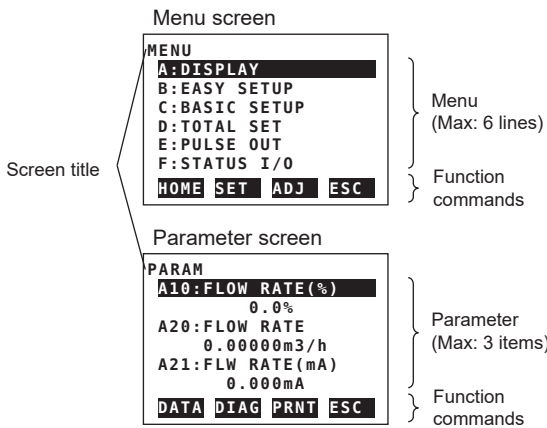 Menu screen
MENU
A:DISPLAY
B:EASY SETUP
C:BASIC SETUP
D:TOTAL SET
E:PULSE OUT
F:STATUS I/O
HOME SET ADJ ESC
Menu
(Max: 6 lines)
Function
commands
Screen title
Parameter screen
PARAM
A10:FLOW RATE(%)
0.0%
A20:FLOW RATE
0.00000m3/h
A21:FLW RATE(mA)
0.000mA
DATA DIAG PRNT ESC
Parameter
(Max: 3 items)
Function
commands